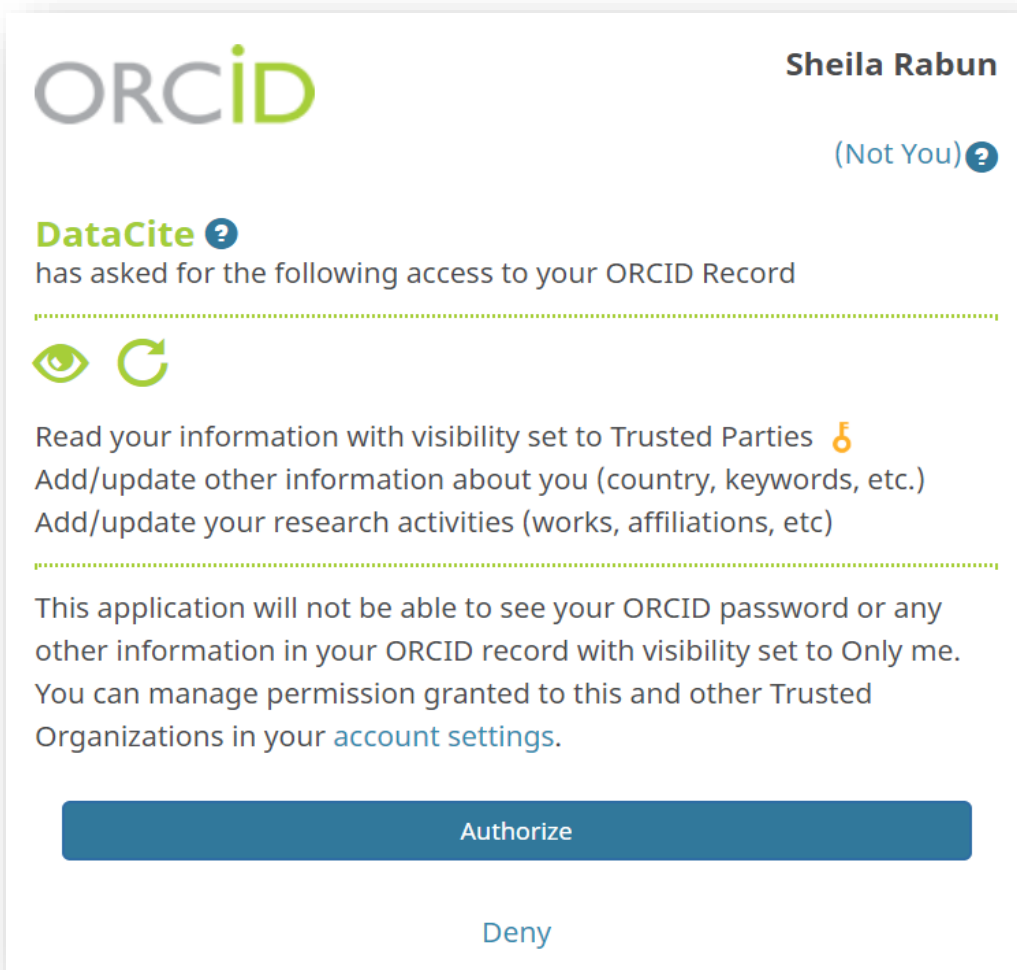 ORCiD
Sheila Rabun
(Not You) ?
DataCite ?
has asked for the following access to your ORCID Record
Read your information with visibility set to Trusted Parties
Add/update other information about you (country, keywords, etc.)
Add/update your research activities (works, affiliations, etc)
This application will not be able to see your ORCID password or any
other information in your ORCID record with visibility set to Only me.
You can manage permission granted to this and other Trusted
Organizations in your account settings.
Authorize
Deny